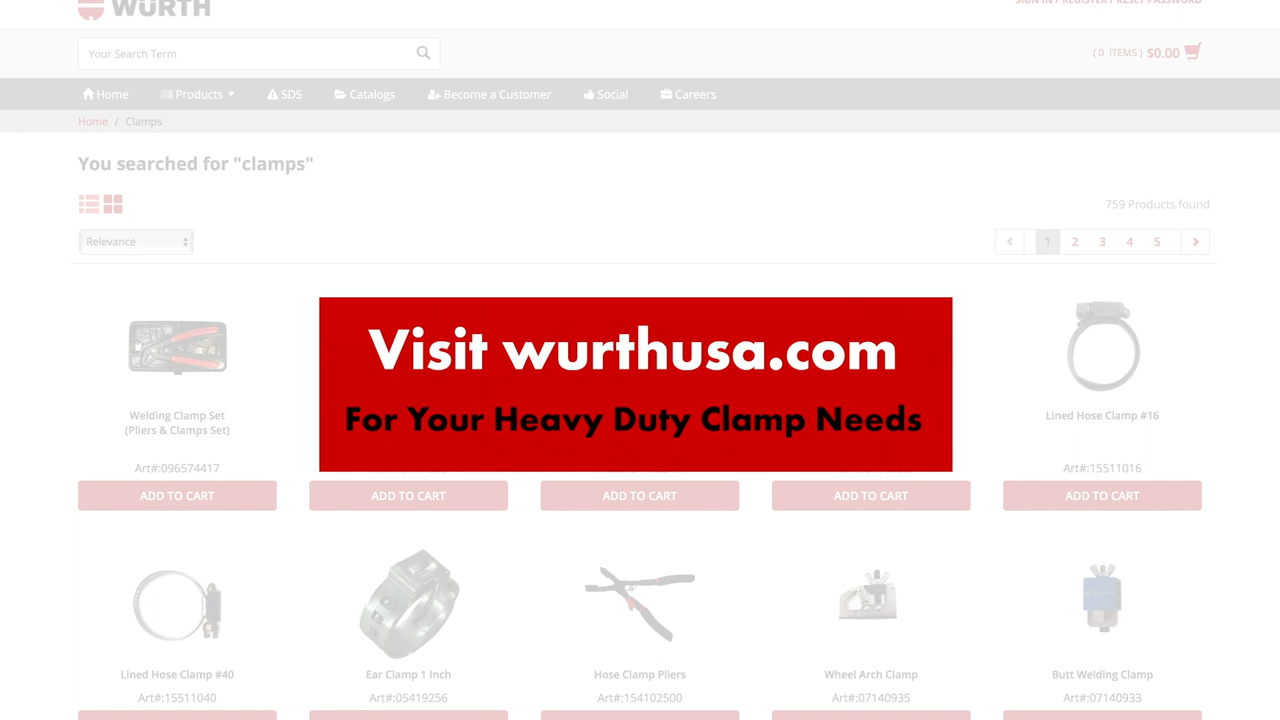 WÜRTH
SIGN IN / REGISTER / RESET PASSWORD
Your Search Term
( 0 ITEMS ) $0.00
Home
Products
SDS
Catalogs
Become a Customer
Social
Careers
Home / Clamps
You searched for "clamps"
759 Products found
Relevance
1 2 3 4 5
Visit wurthusa.com
For Your Heavy Duty Clamp Needs
Welding Clamp Set
(Pliers & Clamps Set)
Lined Hose Clamp #16
Art#:096574417
Art#:15511016
ADD TO CART
ADD TO CART
ADD TO CART
ADD TO CART
ADD TO CART
Lined Hose Clamp #40
Ear Clamp 1 Inch
Hose Clamp Pliers
Wheel Arch Clamp
Butt Welding Clamp
Art#:15511040
Art#:05419256
Art#:154102500
Art#:07140935
Art#:07140933